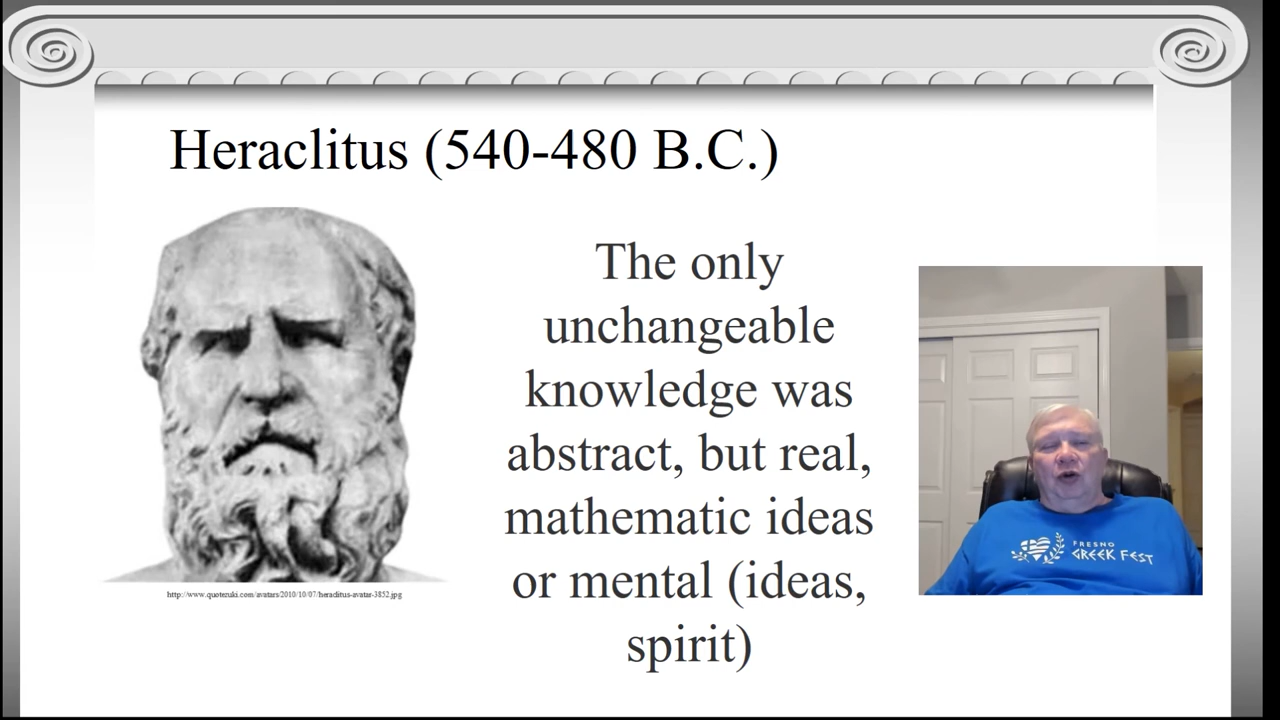 Heraclitus (540-480 B.C.)
The only
unchangeable
knowledge was
abstract, but real,
mathematic ideas
or mental (ideas,
spirit)
http://www.quotezuki.com/avatars/2010/10/07/heraclitus-avatar-3852.jpg
FRESNO
GREEK FEST